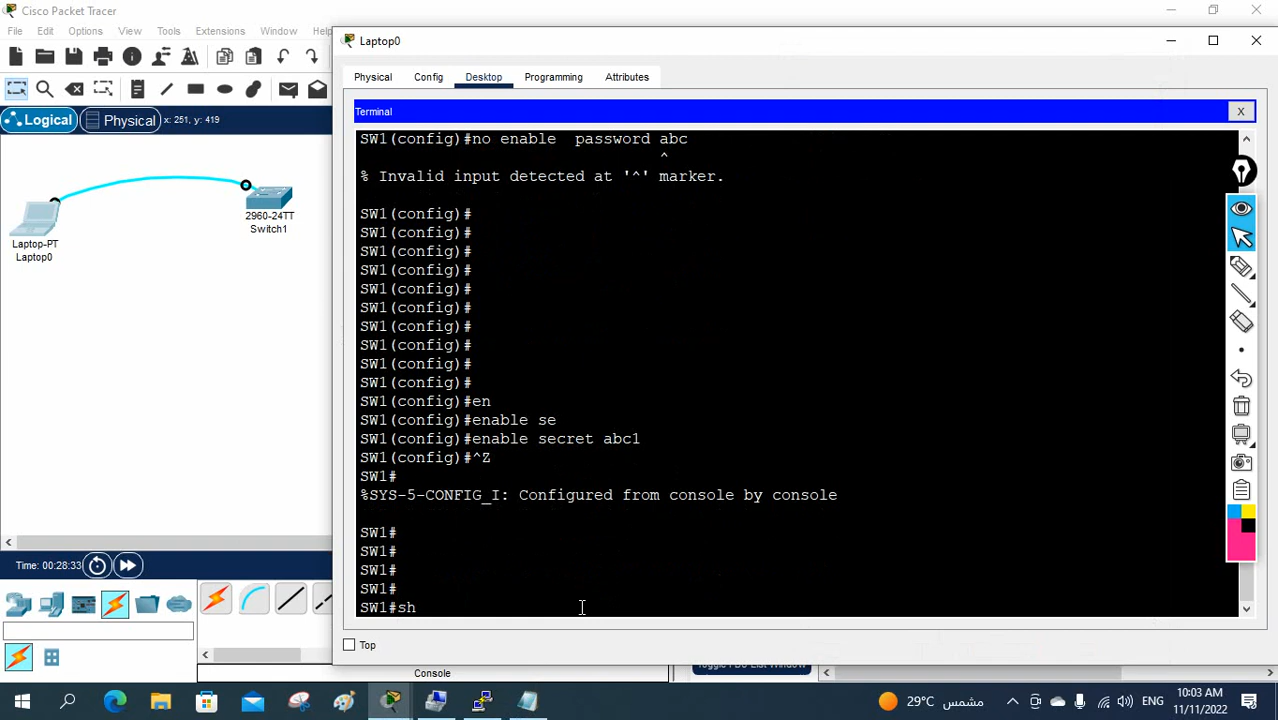 Cisco Packet Tracer
File Edit Options View Tools Extensions Window Help
Logical Physical x: 251, y: 419
Laptop-PT
Laptop0
2960-24TT
Switch1
Time: 00:28:33
Laptop0
Physical Config Desktop Programming Attributes
Terminal
X
SW1(config)#no enable  password abc
^
% Invalid input detected at '^' marker.
SW1(config)#
SW1(config)#
SW1(config)#
SW1(config)#
SW1(config)#
SW1(config)#
SW1(config)#
SW1(config)#
SW1(config)#
SW1(config)#
SW1(config)#en
SW1(config)#enable se
SW1(config)#enable secret abc1
SW1(config)#^Z
SW1#
%SYS-5-CONFIG_I: Configured from console by console
SW1#
SW1#
SW1#
SW1#
SW1#sh
Top
Console
Toggle PDU List Window
29°C مشمس
ENG
10:03 AM
11/11/2022